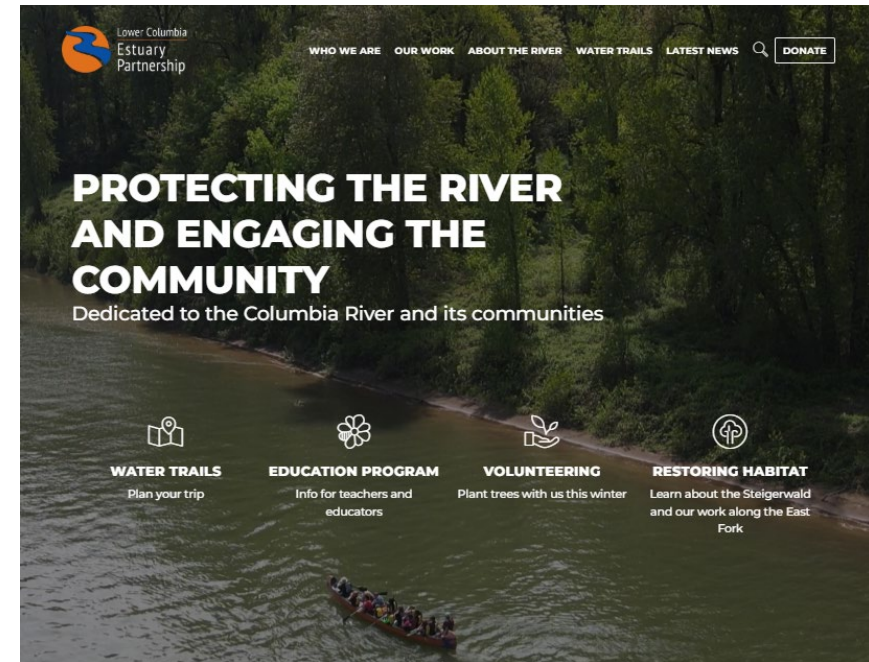 Lower Columbia
Estuary
Partnership
WHO WE ARE OUR WORK ABOUT THE RIVER WATER TRAILS LATEST NEWS DONATE
PROTECTING THE RIVER
AND ENGAGING THE
COMMUNITY
Dedicated to the Columbia River and its communities
WATER TRAILS
Plan your trip
EDUCATION PROGRAM
Info for teachers and
educators
VOLUNTEERING
Plant trees with us this winter
RESTORING HABITAT
Learn about the Steigerwald
and our work along the East
Fork